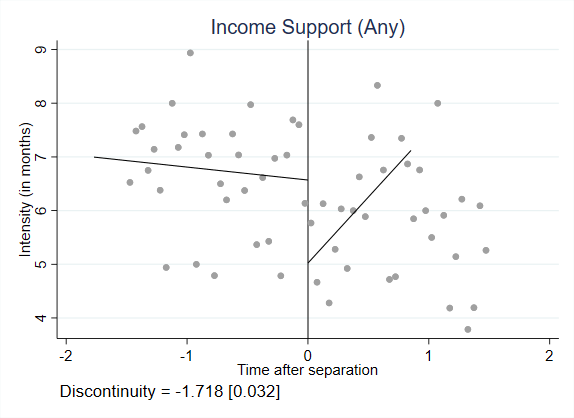 Income Support (Any)
Intensity (in months)
9
8
7
6
5
4
-2
-1
0
1
2
Time after separation
Discontinuity = -1.718 [0.032]